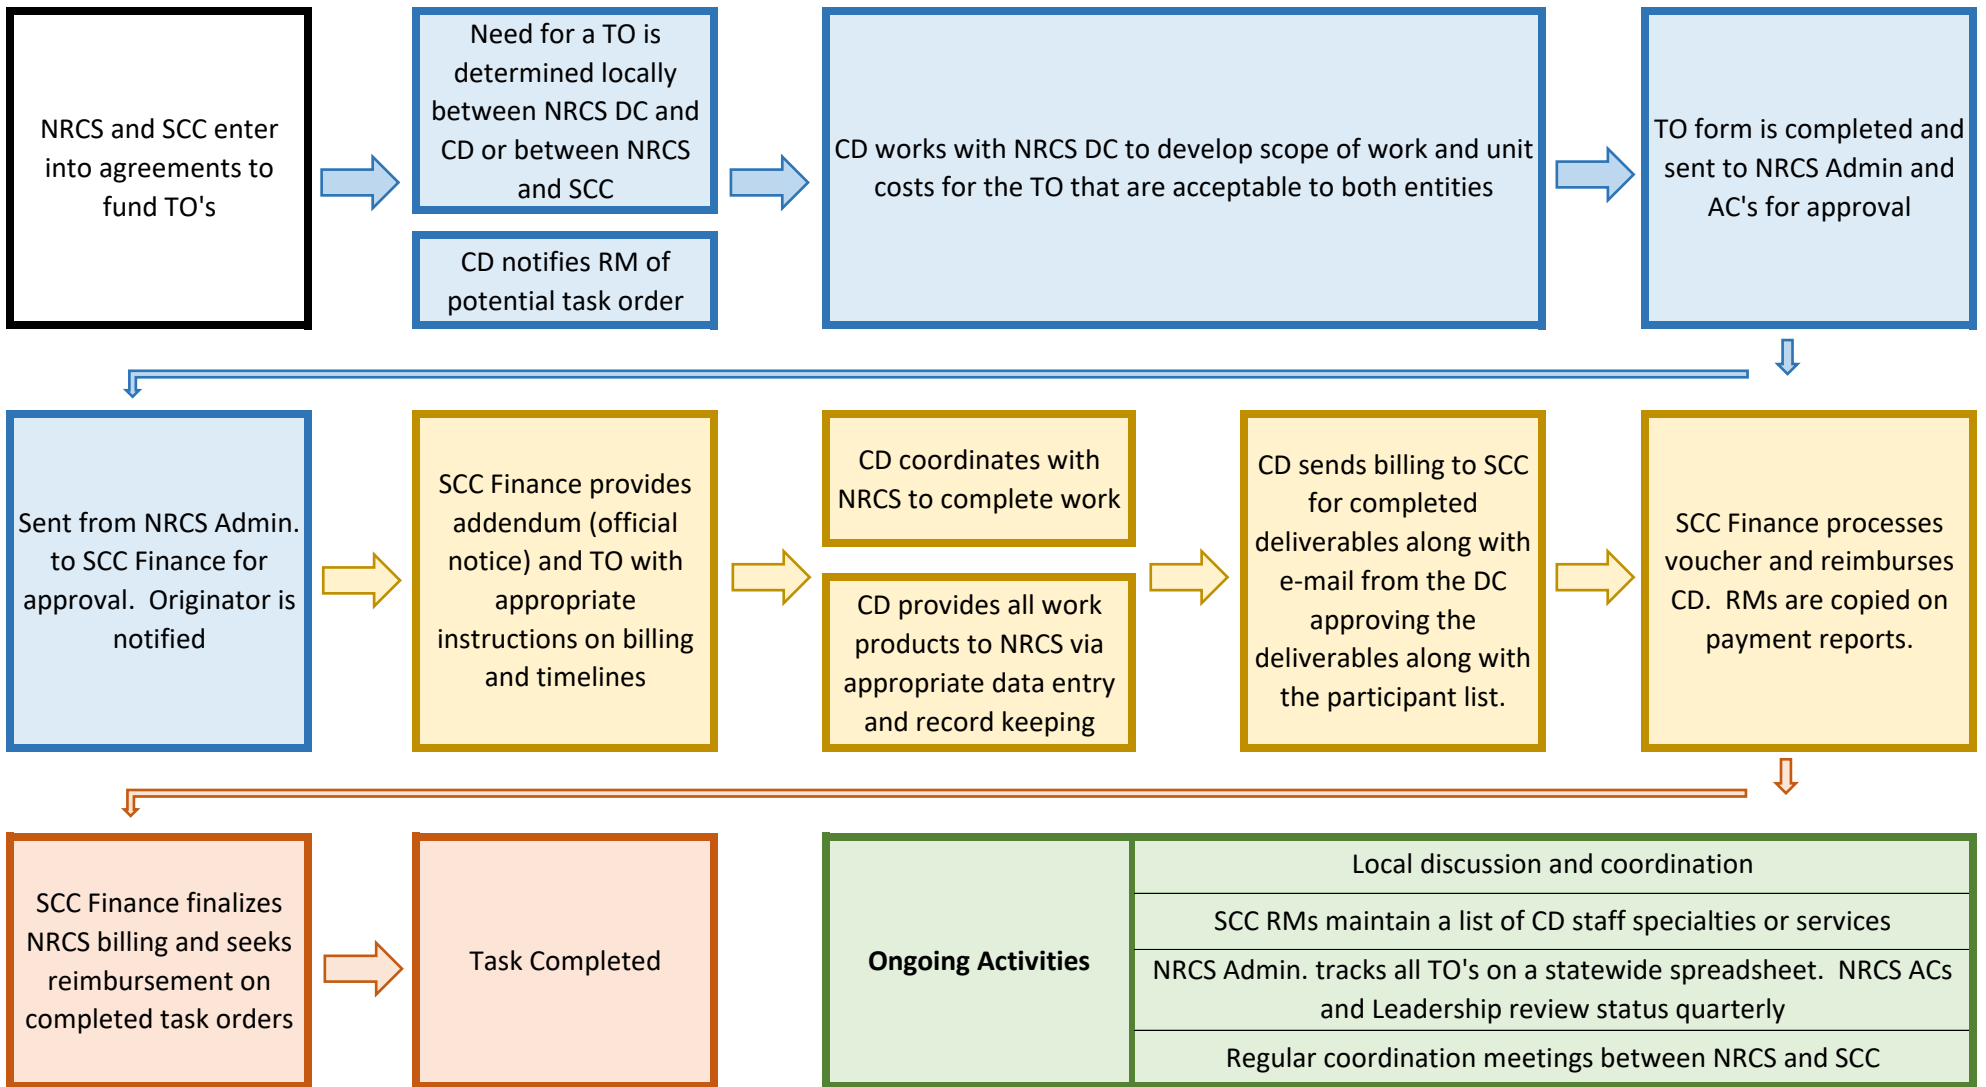 NRCS and SCC enter
into agreements to
fund TO's
Need for a TO is
determined locally
between NRCS DC and
CD or between NRCS
and SCC
CD notifies RM of
potential task order
CD works with NRCS DC to develop scope of work and unit
costs for the TO that are acceptable to both entities
TO form is completed and
sent to NRCS Admin and
AC's for approval
Sent from NRCS Admin.
to SCC Finance for
approval.  Originator is
notified
SCC Finance provides
addendum (official
notice) and TO with
appropriate
instructions on billing
and timelines
CD coordinates with
NRCS to complete work
CD provides all work
products to NRCS via
appropriate data entry
and record keeping
CD sends billing to SCC
for completed
deliverables along with
e-mail from the DC
approving the
deliverables along with
the participant list.
SCC Finance processes
voucher and reimburses
CD.  RMs are copied on
payment reports.
SCC Finance finalizes
NRCS billing and seeks
reimbursement on
completed task orders
Task Completed
Ongoing Activities
Local discussion and coordination
SCC RMs maintain a list of CD staff specialties or services
NRCS Admin. tracks all TO's on a statewide spreadsheet.  NRCS ACs
and Leadership review status quarterly
Regular coordination meetings between NRCS and SCC